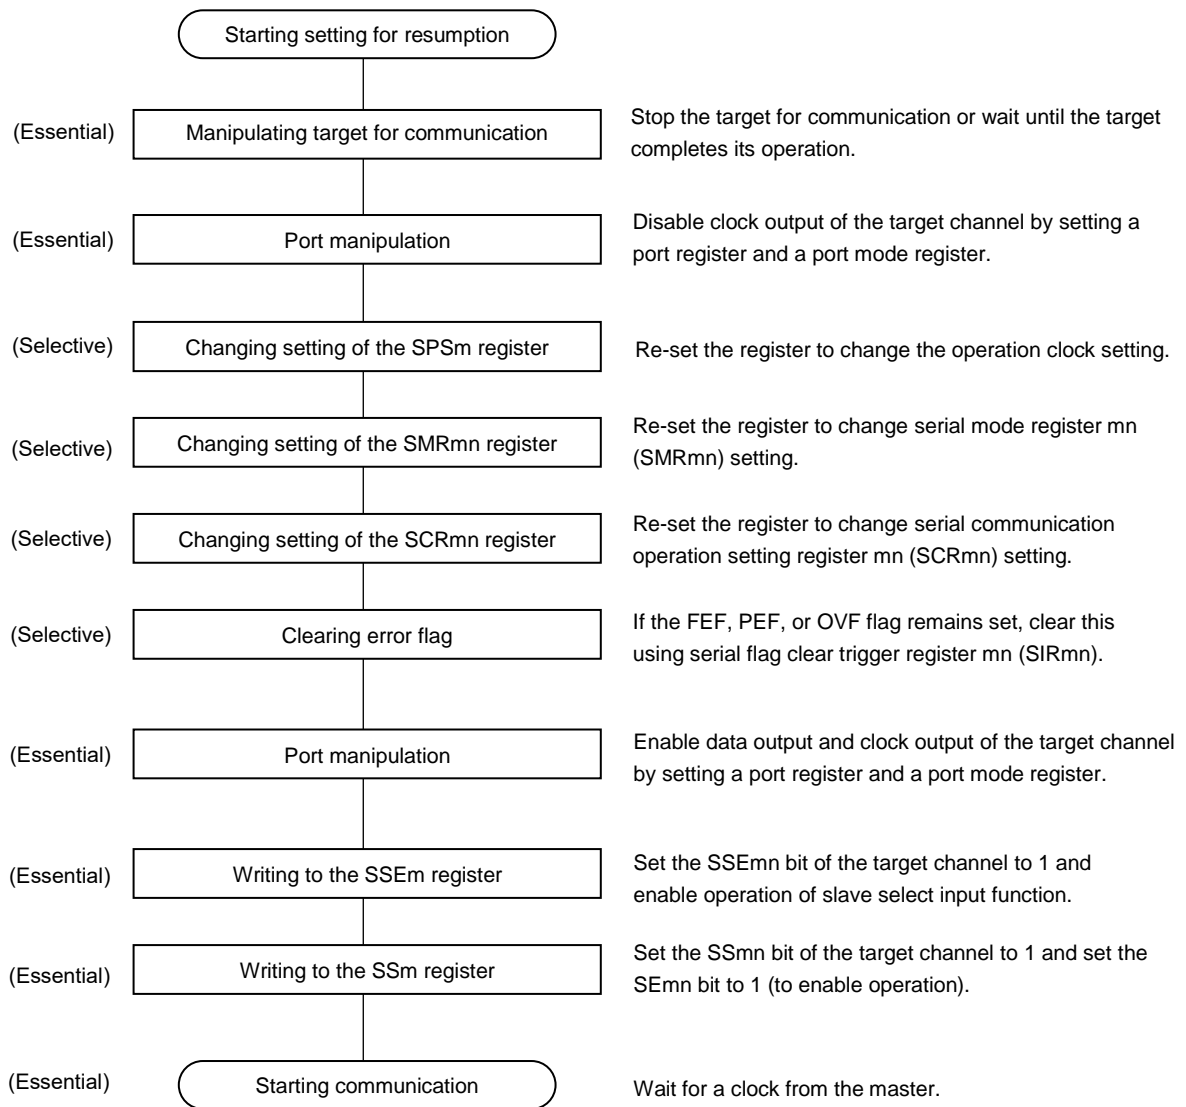 Starting setting for resumption
(Essential)
Manipulating target for communication
Stop the target for communication or wait until the target
completes its operation.
(Essential)
Port manipulation
Disable clock output of the target channel by setting a
port register and a port mode register.
(Selective)
Changing setting of the SPSm register
Re-set the register to change the operation clock setting.
(Selective)
Changing setting of the SMRmn register
Re-set the register to change serial mode register mn
(SMRmn) setting.
(Selective)
Changing setting of the SCRmn register
Re-set the register to change serial communication
operation setting register mn (SCRmn) setting.
(Selective)
Clearing error flag
If the FEF, PEF, or OVF flag remains set, clear this
using serial flag clear trigger register mn (SIRmn).
(Essential)
Port manipulation
Enable data output and clock output of the target channel
by setting a port register and a port mode register.
(Essential)
Writing to the SSEm register
Set the SSEmn bit of the target channel to 1 and
enable operation of slave select input function.
(Essential)
Writing to the SSm register
Set the SSmn bit of the target channel to 1 and set the
SEmn bit to 1 (to enable operation).
(Essential)
Starting communication
Wait for a clock from the master.